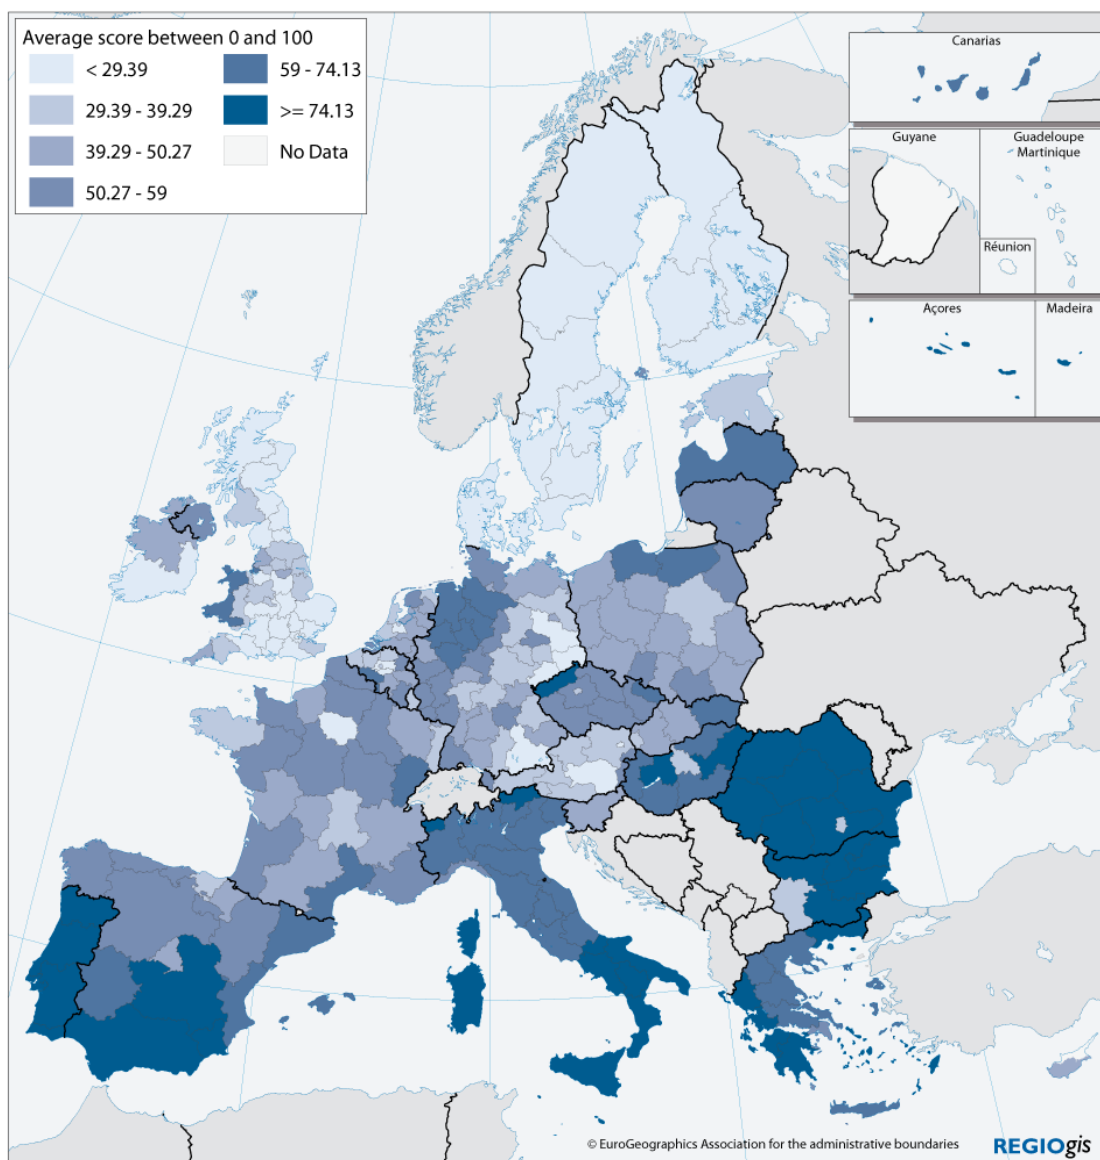 Average score between 0 and 100
< 29.39
29.39 - 39.29
39.29 - 50.27
50.27 - 59
59 - 74.13
>= 74.13
No Data
Canarias
Guyane
Guadeloupe
Martinique
Réunion
Açores
Madeira
© EuroGeographics Association for the administrative boundaries
REGIOgis